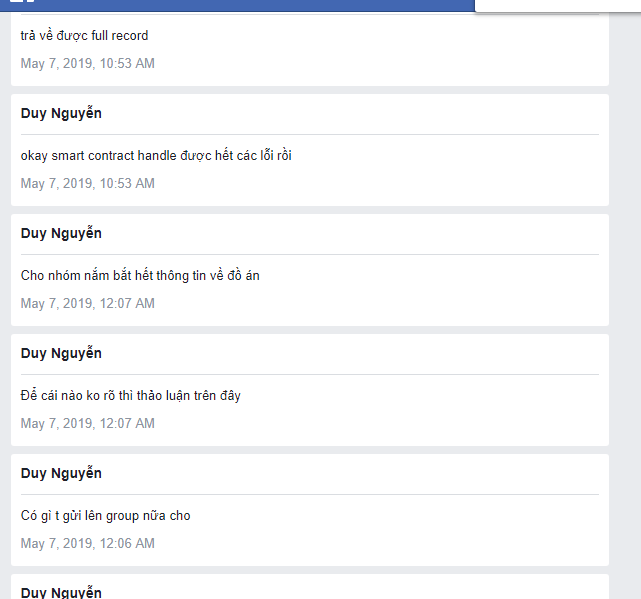 trả về được full record
May 7, 2019, 10:53 AM
Duy Nguyễn
okay smart contract handle được hết các lỗi rồi
May 7, 2019, 10:53 AM
Duy Nguyễn
Cho nhóm nắm bắt hết thông tin về đồ án
May 7, 2019, 12:07 AM
Duy Nguyễn
Để cái nào ko rõ thì thảo luận trên đây
May 7, 2019, 12:07 AM
Duy Nguyễn
Có gì t gửi lên group nữa cho
May 7, 2019, 12:06 AM
Duy Nguyễn